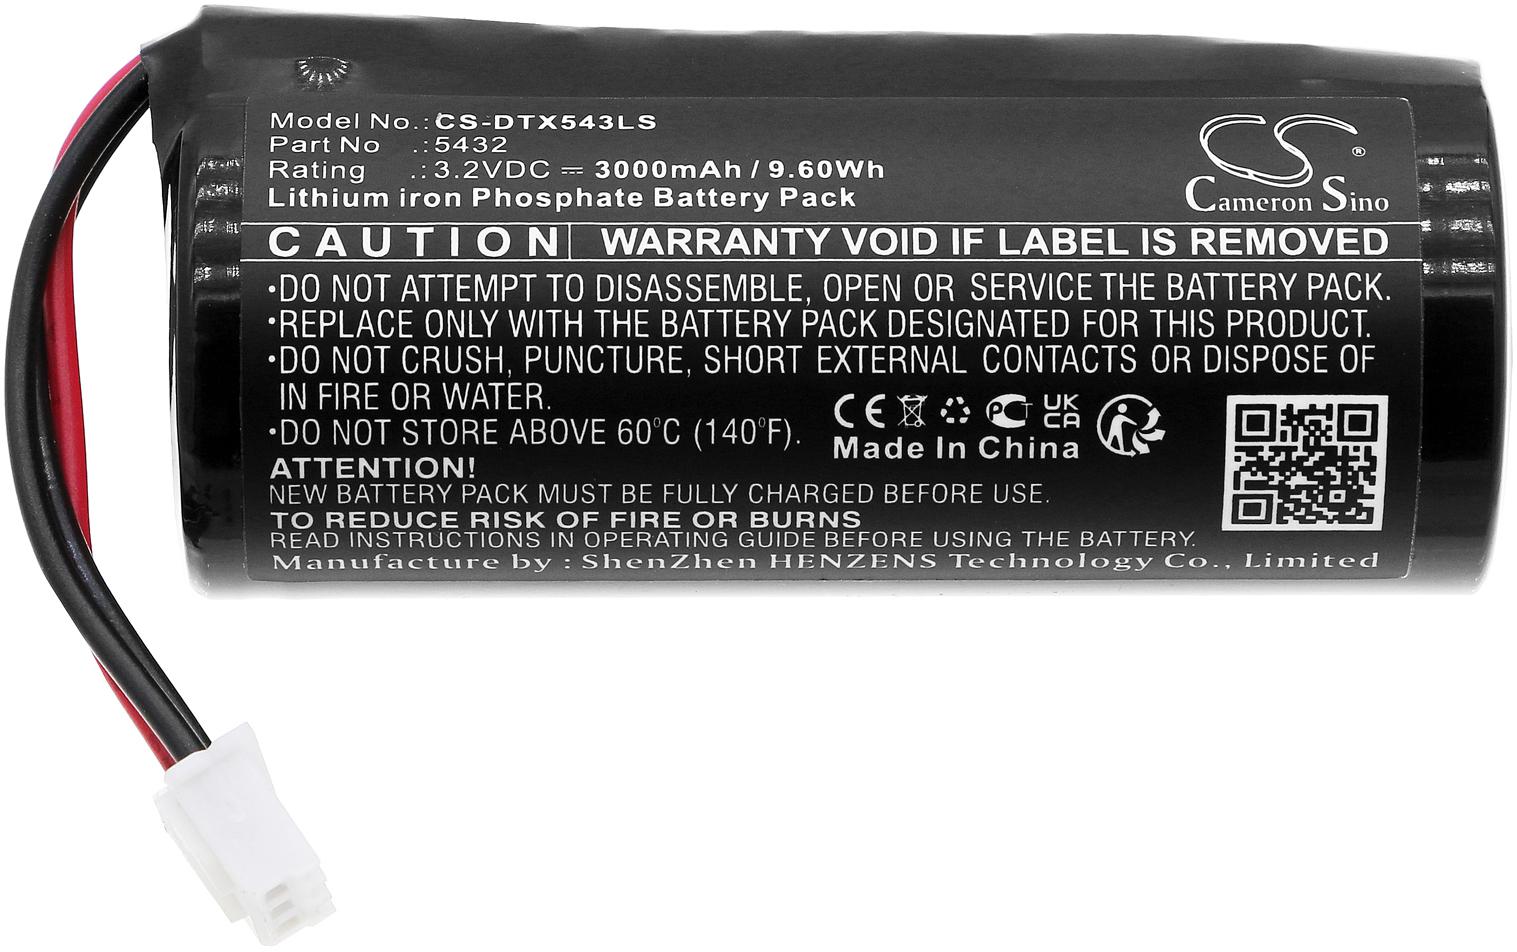 Model No.: CS-DTX543LS
Part No .: 5432
Rating .: 3.2VDC ⎓ 3000mAh / 9.60Wh
Lithium iron Phosphate Battery Pack
CS ®
Cameron Sino
CAUTION | WARRANTY VOID IF LABEL IS REMOVED
•DO NOT ATTEMPT TO DISASSEMBLE, OPEN OR SERVICE THE BATTERY PACK.
•REPLACE ONLY WITH THE BATTERY PACK DESIGNATED FOR THIS PRODUCT.
•DO NOT CRUSH, PUNCTURE, SHORT EXTERNAL CONTACTS OR DISPOSE OF
IN FIRE OR WATER.
•DO NOT STORE ABOVE 60°C (140°F).
CE PCT UK
CA
Made In China
ATTENTION!
NEW BATTERY PACK MUST BE FULLY CHARGED BEFORE USE.
TO REDUCE RISK OF FIRE OR BURNS
READ INSTRUCTIONS IN OPERATING GUIDE BEFORE USING THE BATTERY.
Manufacture by : ShenZhen HENZENS Technology Co., Limited